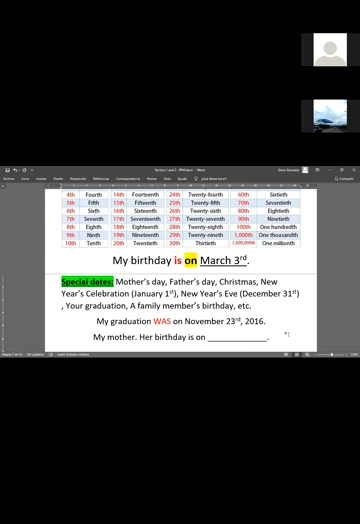 Archivo Inicio Insertar Diseño Disposición Referencias Correspondencia Revisar Vista Ayuda ¿Qué desea hacer? Compartir
4th Fourth 14th Fourteenth 24th Twenty-fourth 60th Sixtieth
5th Fifth 15th Fifteenth 25th Twenty-fifth 70th Seventieth
6th Sixth 16th Sixteenth 26th Twenty-sixth 80th Eightieth
7th Seventh 17th Seventeenth 27th Twenty-seventh 90th Ninetieth
8th Eighth 18th Eighteenth 28th Twenty-eighth 100th One hundredth
9th Ninth 19th Nineteenth 29th Twenty-nineth 1,000th One thousandth
10th Tenth 20th Twentieth 30th Thirtieth 1,000,000th One millionth
My birthday is on March 3rd.
Special dates: Mother's day, Father's day, Christmas, New
Year's Celebration (January 1st), New Year's Eve (December 31st)
, Your graduation, A family member's birthday, etc.
My graduation WAS on November 23rd, 2016.
My mother. Her birthday is on ______________.